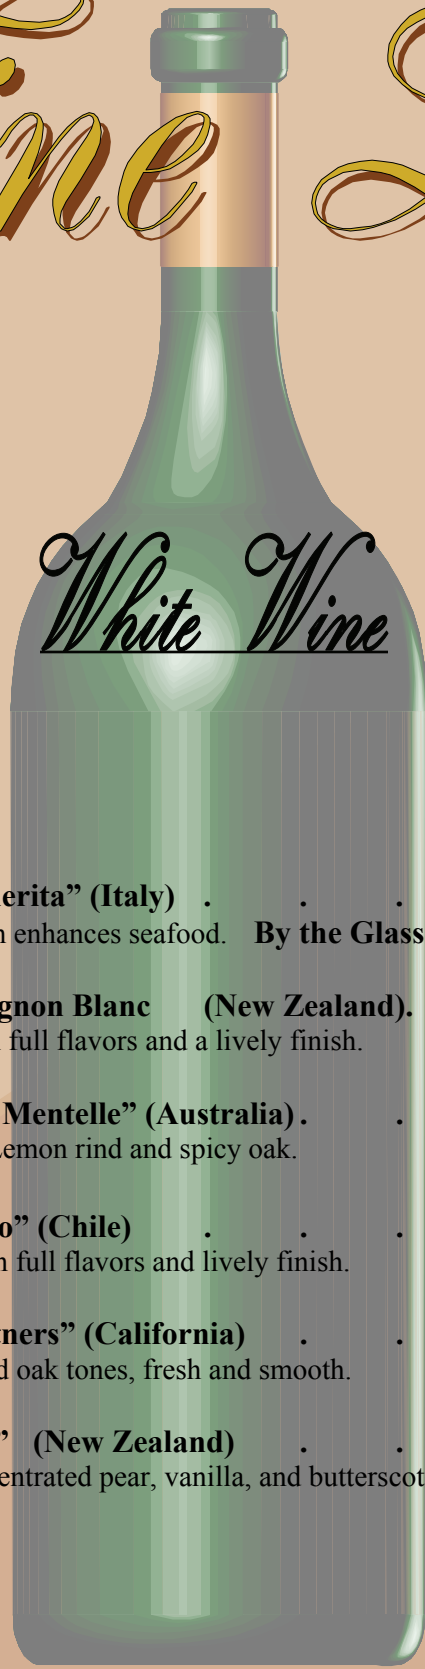 ine
White Wine
erita” (Italy) . . .
enhances seafood. By the Glass
gnon Blanc (New Zealand).
full flavors and a lively finish.
Mentelle” (Australia) . .
emon rind and spicy oak.
o” (Chile) . . .
full flavors and lively finish.
ners” (California) . .
oak tones, fresh and smooth.
” (New Zealand) . .
entrated pear, vanilla, and butterscot